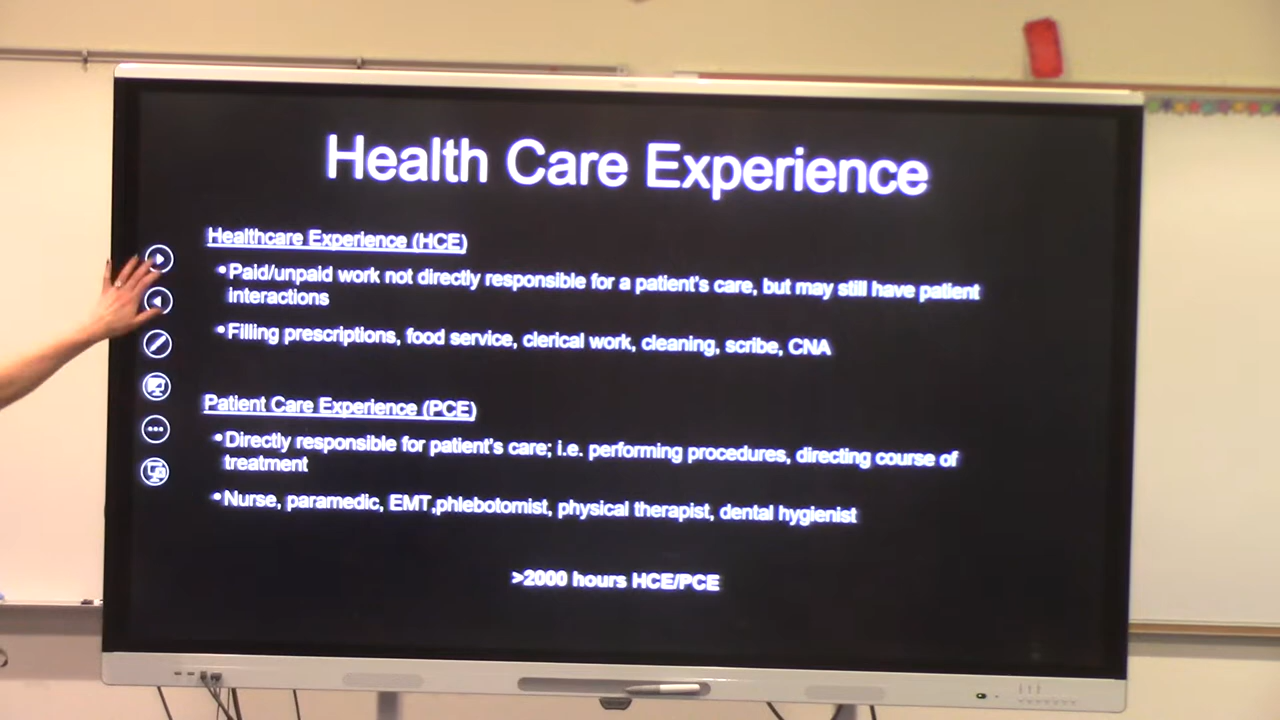 Health Care Experience
Healthcare Experience (HCE)
•Paid/unpaid work not directly responsible for a patient's care, but may still have patient
interactions
•Filling prescriptions, food service, clerical work, cleaning, scribe, CNA
Patient Care Experience (PCE)
•Directly responsible for patient's care; i.e. performing procedures, directing course of
treatment
•Nurse, paramedic, EMT,phlebotomist, physical therapist, dental hygienist
>2000 hours HCE/PCE